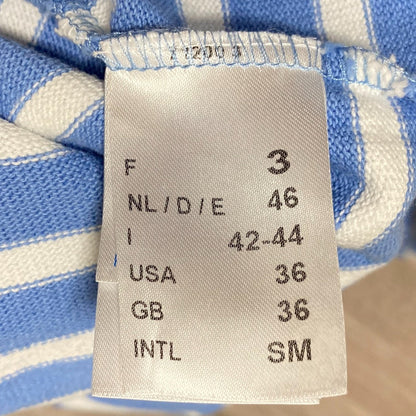 F 3
NL / D / E 46
I 42-44
USA 36
GB 36
INTL SM